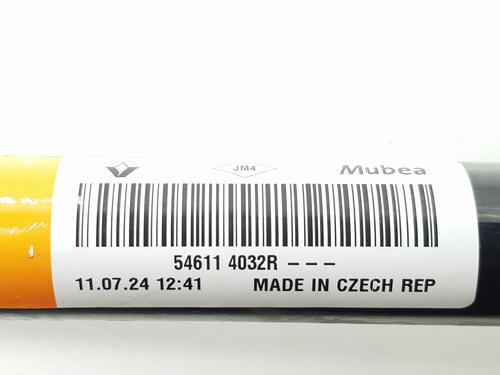 JM4 Mubea
54611 4032R ---
11.07.24 12:41 MADE IN CZECH REP